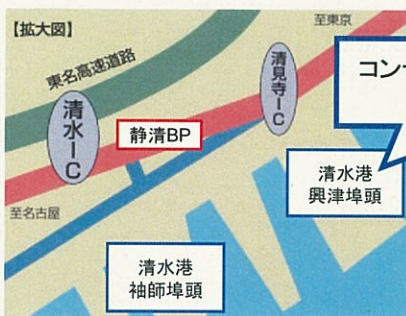 【拡大図】
至東京
東名高速道路
清見寺IC
コンテ
清水IC
静清BP
清水港
興津埠頭
至名古屋
清水港
袖師埠頭